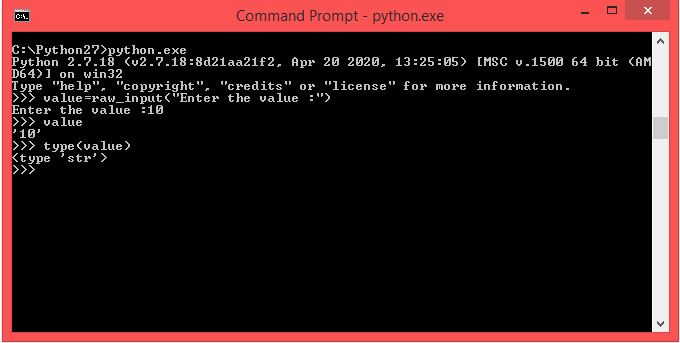 Command Prompt - python.exe
C:\Python27>python.exe
Python 2.7.18 (v2.7.18:8d21aa21f2, Apr 20 2020, 13:25:05) [MSC v.1500 64 bit (AM
D64)] on win32
Type "help", "copyright", "credits" or "license" for more information.
>>> value=raw_input("Enter the value :")
Enter the value :10
>>> value
'10'
>>> type(value)
<type 'str'>
>>>